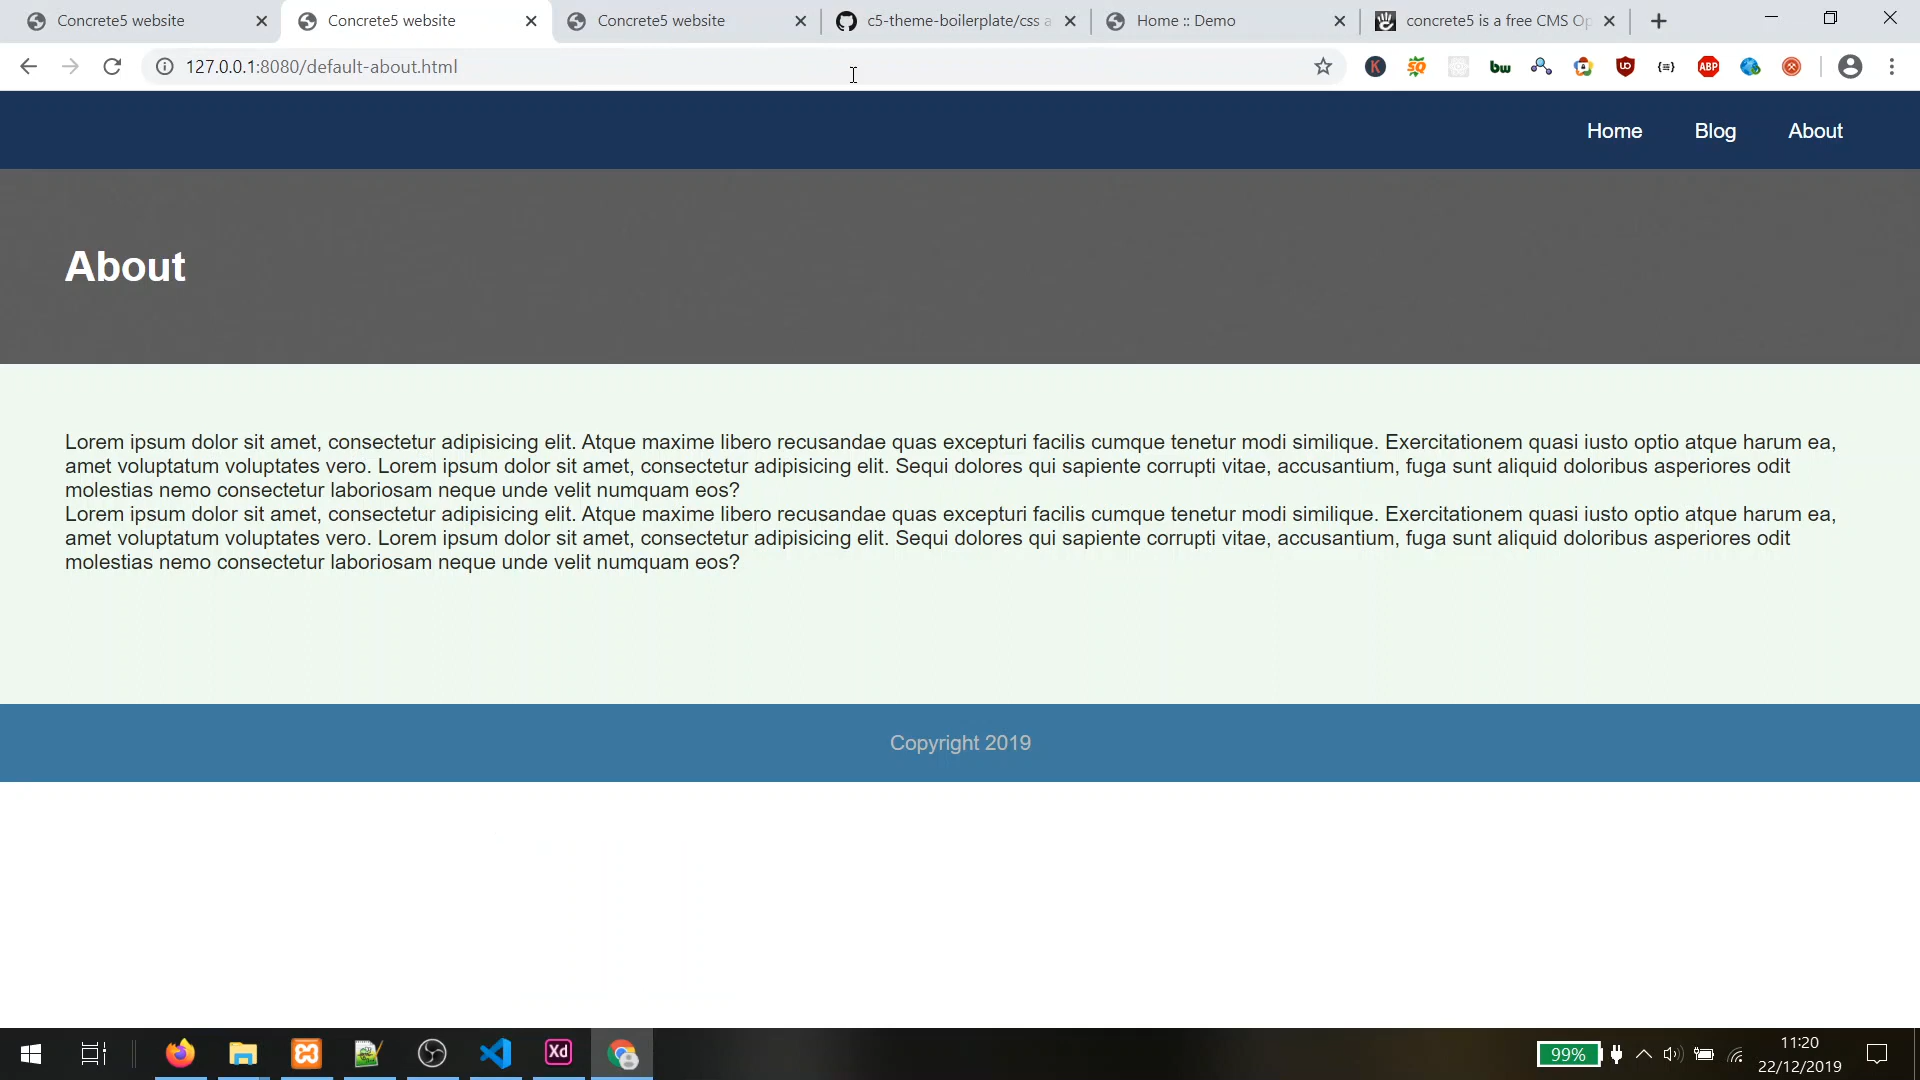 Concrete5 website
Concrete5 website
Concrete5 website
c5-theme-boilerplate/css a
Home :: Demo
concrete5 is a free CMS Op
127.0.0.1:8080/default-about.html
K
SQ
bw
UO
{≡}
ABP
Home
Blog
About
About
Lorem ipsum dolor sit amet, consectetur adipisicing elit. Atque maxime libero recusandae quas excepturi facilis cumque tenetur modi similique. Exercitationem quasi iusto optio atque harum ea,
amet voluptatum voluptates vero. Lorem ipsum dolor sit amet, consectetur adipisicing elit. Sequi dolores qui sapiente corrupti vitae, accusantium, fuga sunt aliquid doloribus asperiores odit
molestias nemo consectetur laboriosam neque unde velit numquam eos?
Lorem ipsum dolor sit amet, consectetur adipisicing elit. Atque maxime libero recusandae quas excepturi facilis cumque tenetur modi similique. Exercitationem quasi iusto optio atque harum ea,
amet voluptatum voluptates vero. Lorem ipsum dolor sit amet, consectetur adipisicing elit. Sequi dolores qui sapiente corrupti vitae, accusantium, fuga sunt aliquid doloribus asperiores odit
molestias nemo consectetur laboriosam neque unde velit numquam eos?
Copyright 2019
Xd
99%
11:20
22/12/2019